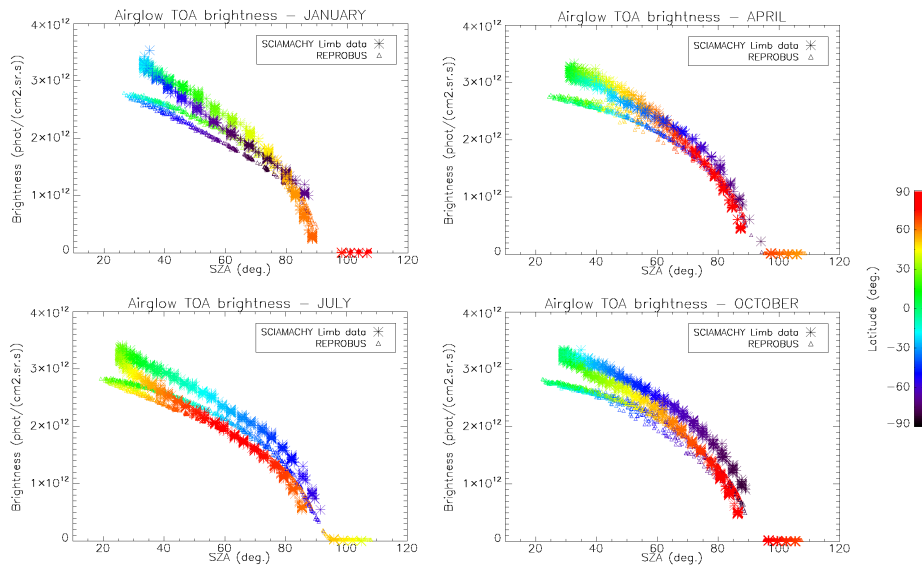 Airglow TOA brightness – JANUARY
Brightness (phot/(cm2.sr.s))
4×10¹²
3×10¹²
2×10¹²
1×10¹²
0
SCIAMACHY Limb data
REPROBUS
20 40 60 80 100 120
SZA (deg.)
Airglow TOA brightness – APRIL
Brightness (phot/(cm2.sr.s))
4×10¹²
3×10¹²
2×10¹²
1×10¹²
0
SCIAMACHY Limb data
REPROBUS
20 40 60 80 100 120
SZA (deg.)
Airglow TOA brightness – JULY
Brightness (phot/(cm2.sr.s))
4×10¹²
3×10¹²
2×10¹²
1×10¹²
0
SCIAMACHY Limb data
REPROBUS
20 40 60 80 100 120
SZA (deg.)
Airglow TOA brightness – OCTOBER
Brightness (phot/(cm2.sr.s))
4×10¹²
3×10¹²
2×10¹²
1×10¹²
0
SCIAMACHY Limb data
REPROBUS
20 40 60 80 100 120
SZA (deg.)
Latitude (deg.)
90
60
30
0
−30
−60
−90